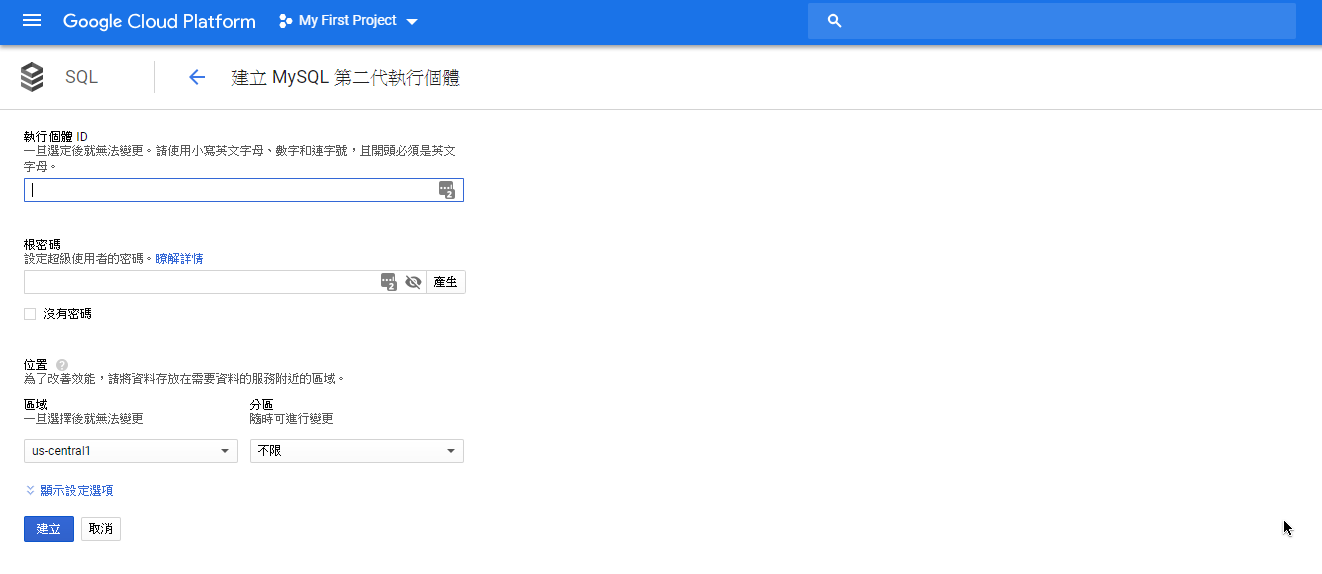 Google Cloud Platform My First Project
SQL 建立 MySQL 第二代執行個體
執行個體 ID
一旦選定後就無法變更。請使用小寫英文字母、數字和連字號，且開頭必須是英文
字母。
2
根密碼
設定超級使用者的密碼。瞭解詳情
2 產生
沒有密碼
位置 ?
為了改善效能，請將資料存放在需要資料的服務附近的區域。
區域 分區
一旦選擇後就無法變更 隨時可進行變更
us-central1 不限
顯示設定選項
建立 取消